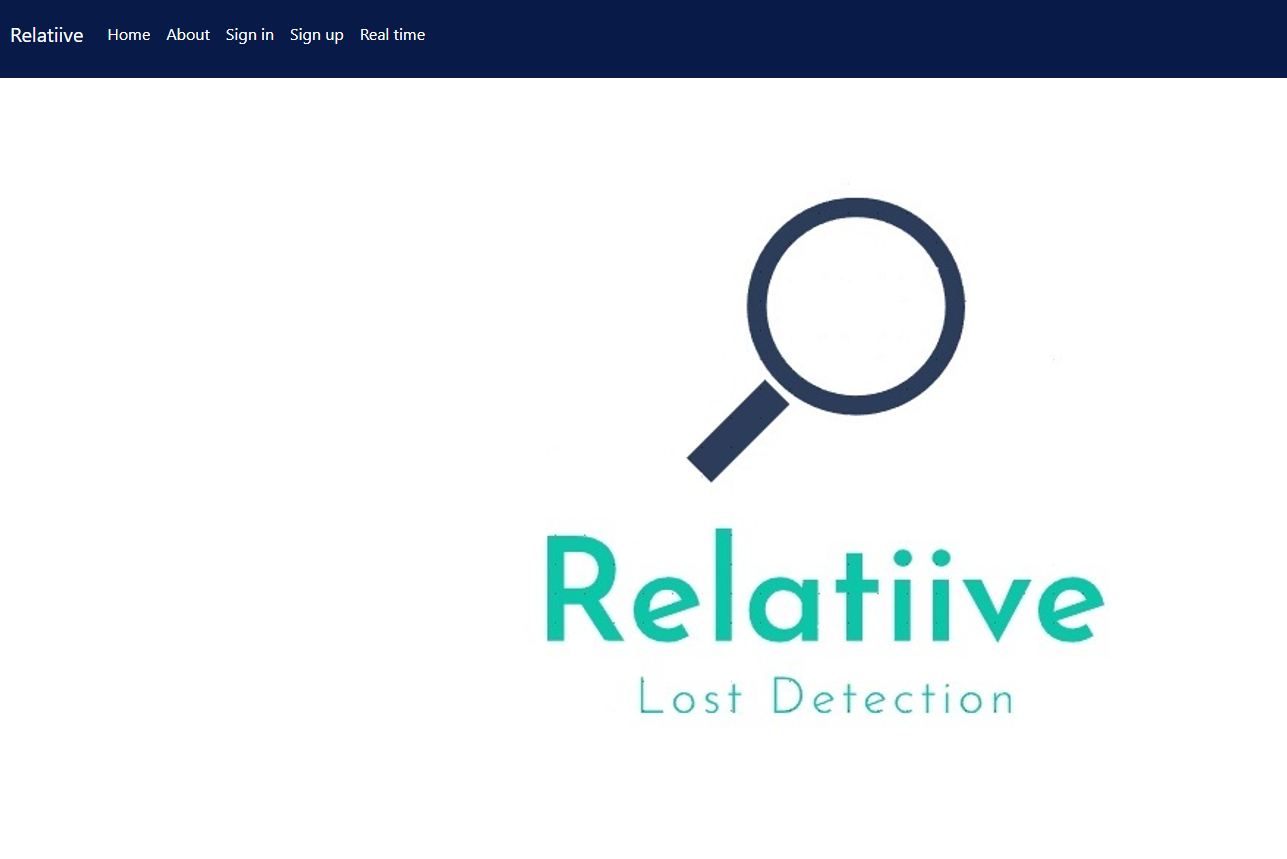 Relatiive Home About Sign in Sign up Real time
Relatiive
Lost Detection